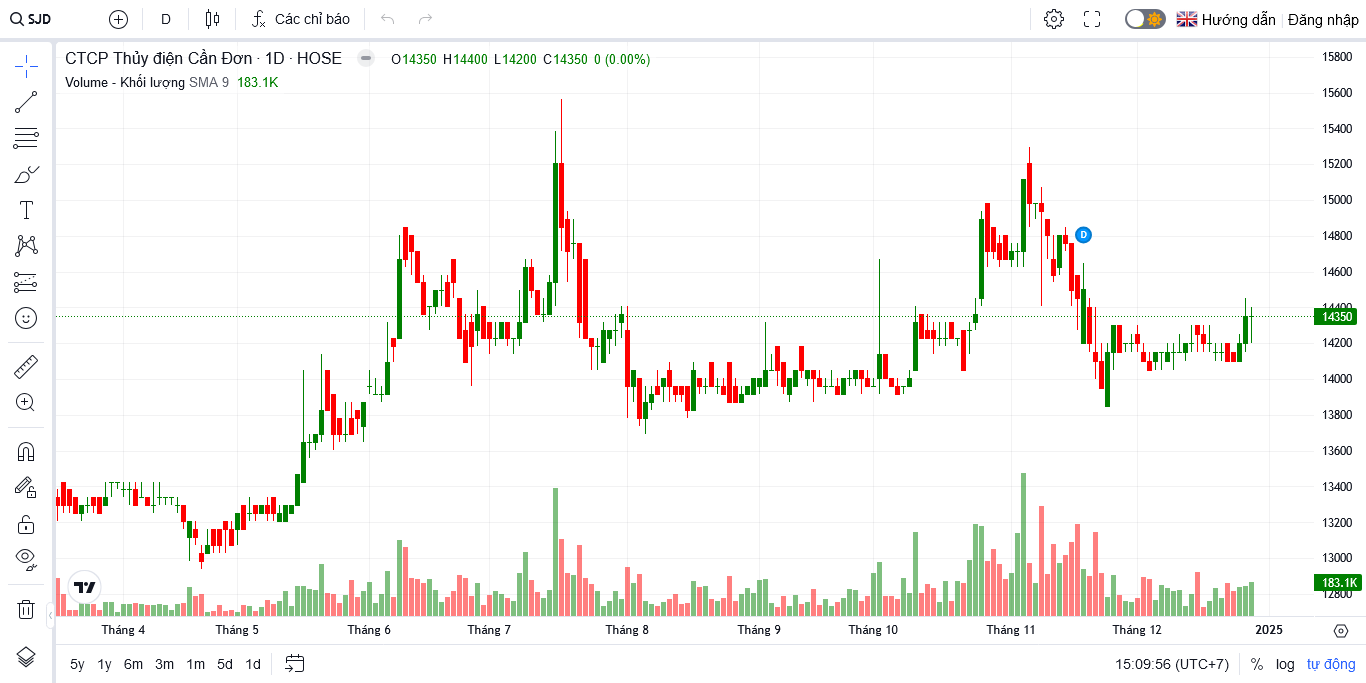 SJD
D
Các chỉ báo
Hướng dẫn
Đăng nhập
CTCP Thủy điện Cần Đơn · 1D · HOSE
O14350 H14400 L14200 C14350 0 (0.00%)
Volume - Khối lượng SMA 9 183.1K
15800
15600
15400
15200
15000
14800
14600
14400
14350
14200
14000
13800
13600
13400
13200
13000
183.1K
12800
D
Tháng 4
Tháng 5
Tháng 6
Tháng 7
Tháng 8
Tháng 9
Tháng 10
Tháng 11
Tháng 12
2025
5y 1y 6m 3m 1m 5d 1d
15:09:56 (UTC+7)
% log tự động